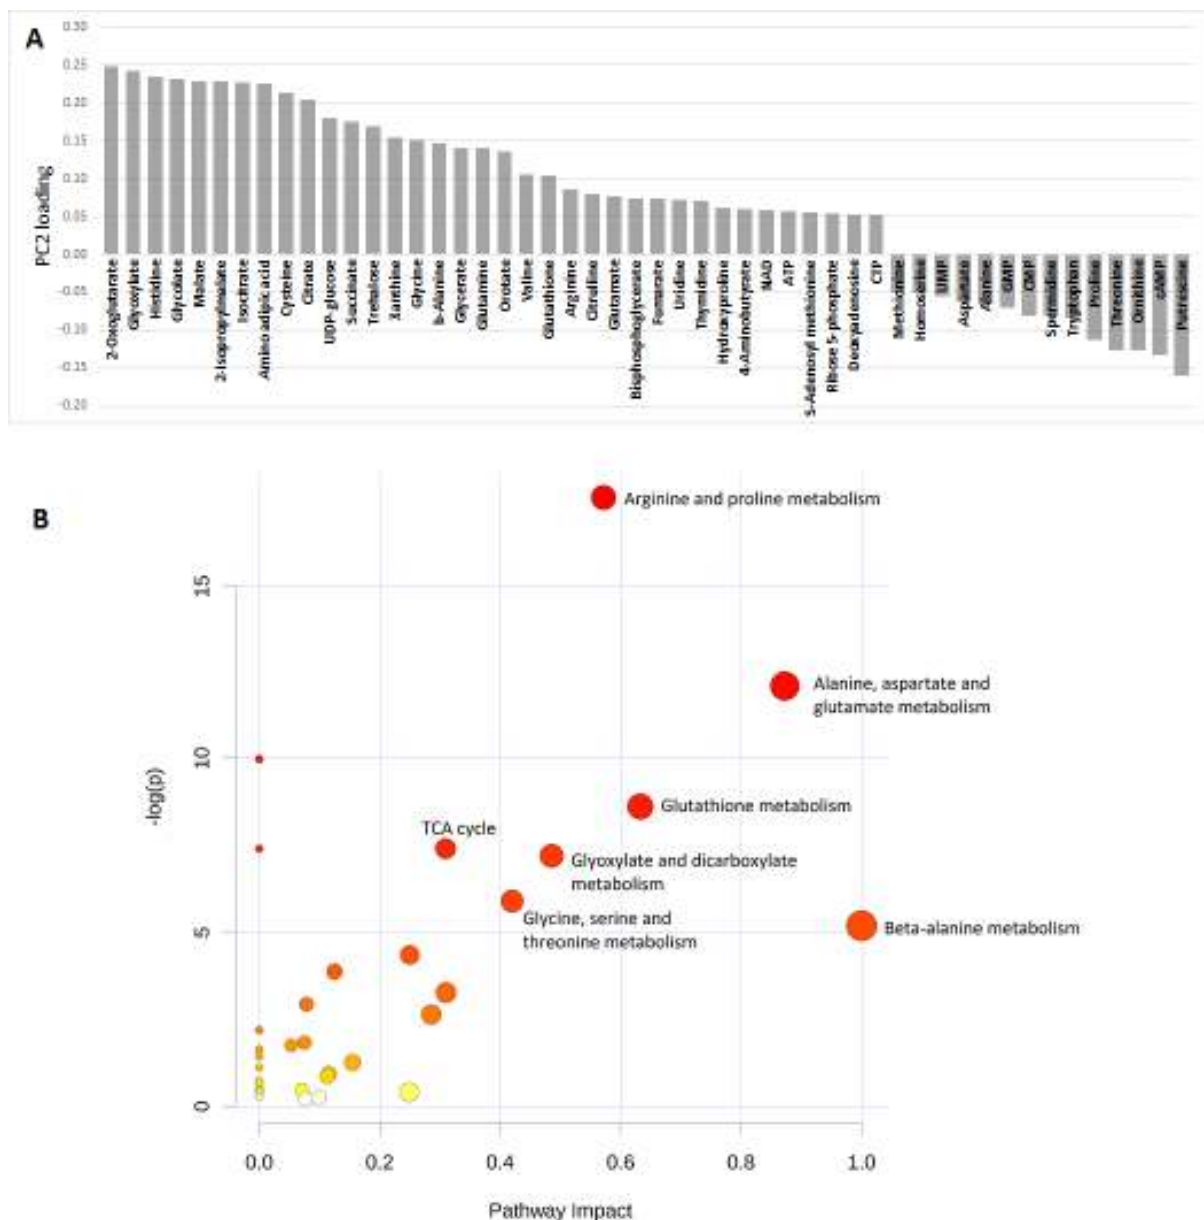 A
0.30
0.25
0.20
0.15
0.10
0.05
0.00
-0.05
-0.10
-0.15
-0.20
PC2 loading
2-Oxoglutarate
Glyoxylate
Histidine
Glycolate
Malate
2-Isopropylmalate
Isocitrate
Amino adipic acid
Cysteine
Citrate
UDP-glucose
Succinate
Trehalose
Xanthine
Glycine
b-Alanine
Glycerate
Glutamine
Orotate
Valine
Glutathione
Arginine
Citrulline
Glutamate
Bisphosphoglycerate
Fumarate
Uridine
Thymidine
Hydroxyproline
4-Aminobutyrate
NAD
ATP
S-Adenosyl methionine
Ribose 5-phosphate
Deoxyadenosine
CTP
Methionine
Homoserine
UMP
Aspartate
Alanine
GMP
CMP
Spermidine
Tryptophan
Proline
Threonine
Ornithine
cAMP
Putrescine
B
Arginine and proline metabolism
15
Alanine, aspartate and
glutamate metabolism
10
-log(p)
Glutathione metabolism
TCA cycle
Glyoxylate and dicarboxylate
metabolism
Glycine, serine and
threonine metabolism
5
Beta-alanine metabolism
0
0.0
0.2
0.4
0.6
0.8
1.0
Pathway Impact